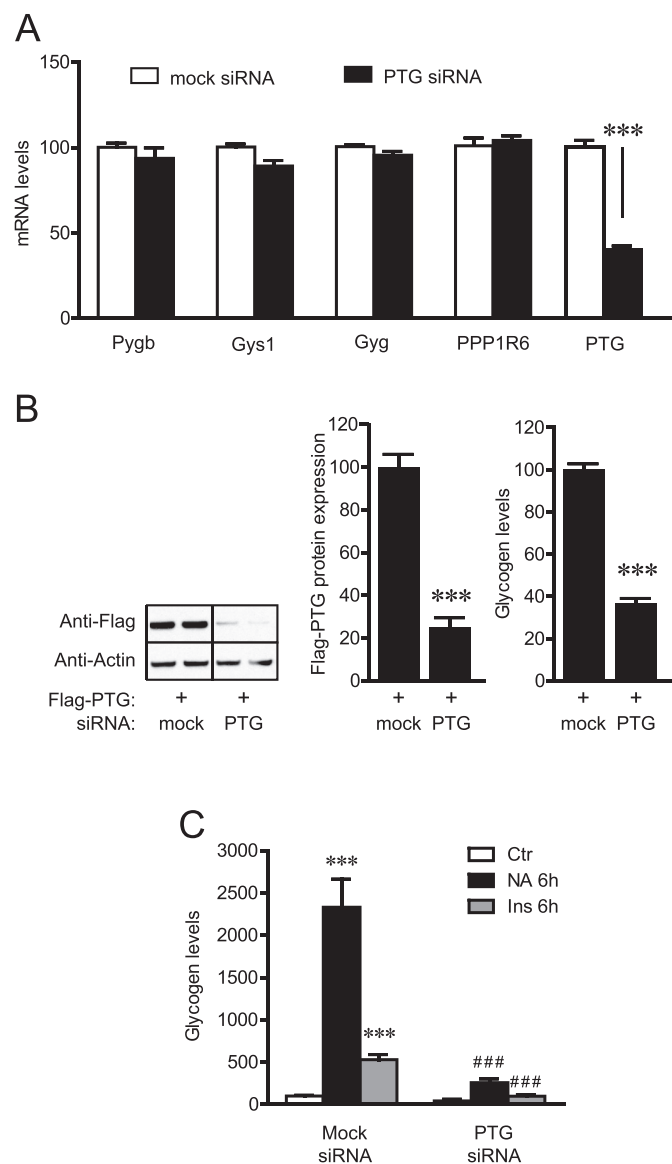 A
150
100
50
0
mRNA levels
mock siRNA PTG siRNA
***
Pygb Gys1 Gyg PPP1R6 PTG
B
Anti-Flag
Anti-Actin
Flag-PTG: + +
siRNA: mock PTG
120
100
80
60
40
20
0
Flag-PTG protein expression
***
+ +
mock PTG
120
100
80
60
40
20
0
Glycogen levels
***
+ +
mock PTG
C
3000
2500
2000
1500
1000
500
0
Glycogen levels
Ctr
NA 6h
Ins 6h
***
***
###
###
Mock PTG
siRNA siRNA